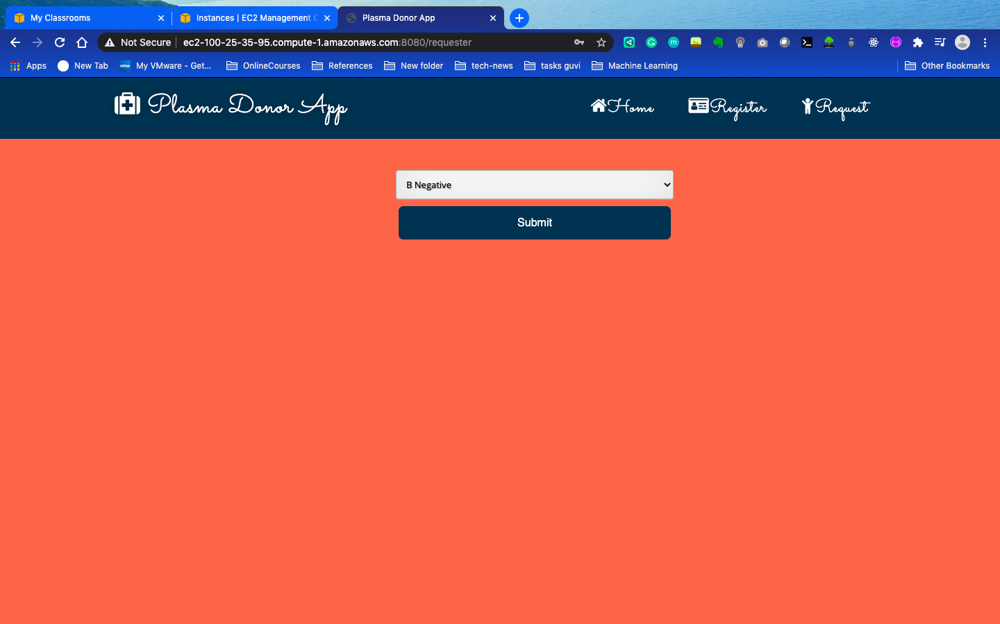 My Classrooms
Instances | EC2 Management C
Plasma Donor App
Not Secure
ec2-100-25-35-95.compute-1.amazonaws.com:8080/requester
Apps
New Tab
vmw My VMware - Get...
OnlineCourses
References
New folder
tech-news
tasks guvi
Machine Learning
Other Bookmarks
Plasma Donor App
Home
Register
Request
B Negative
Submit